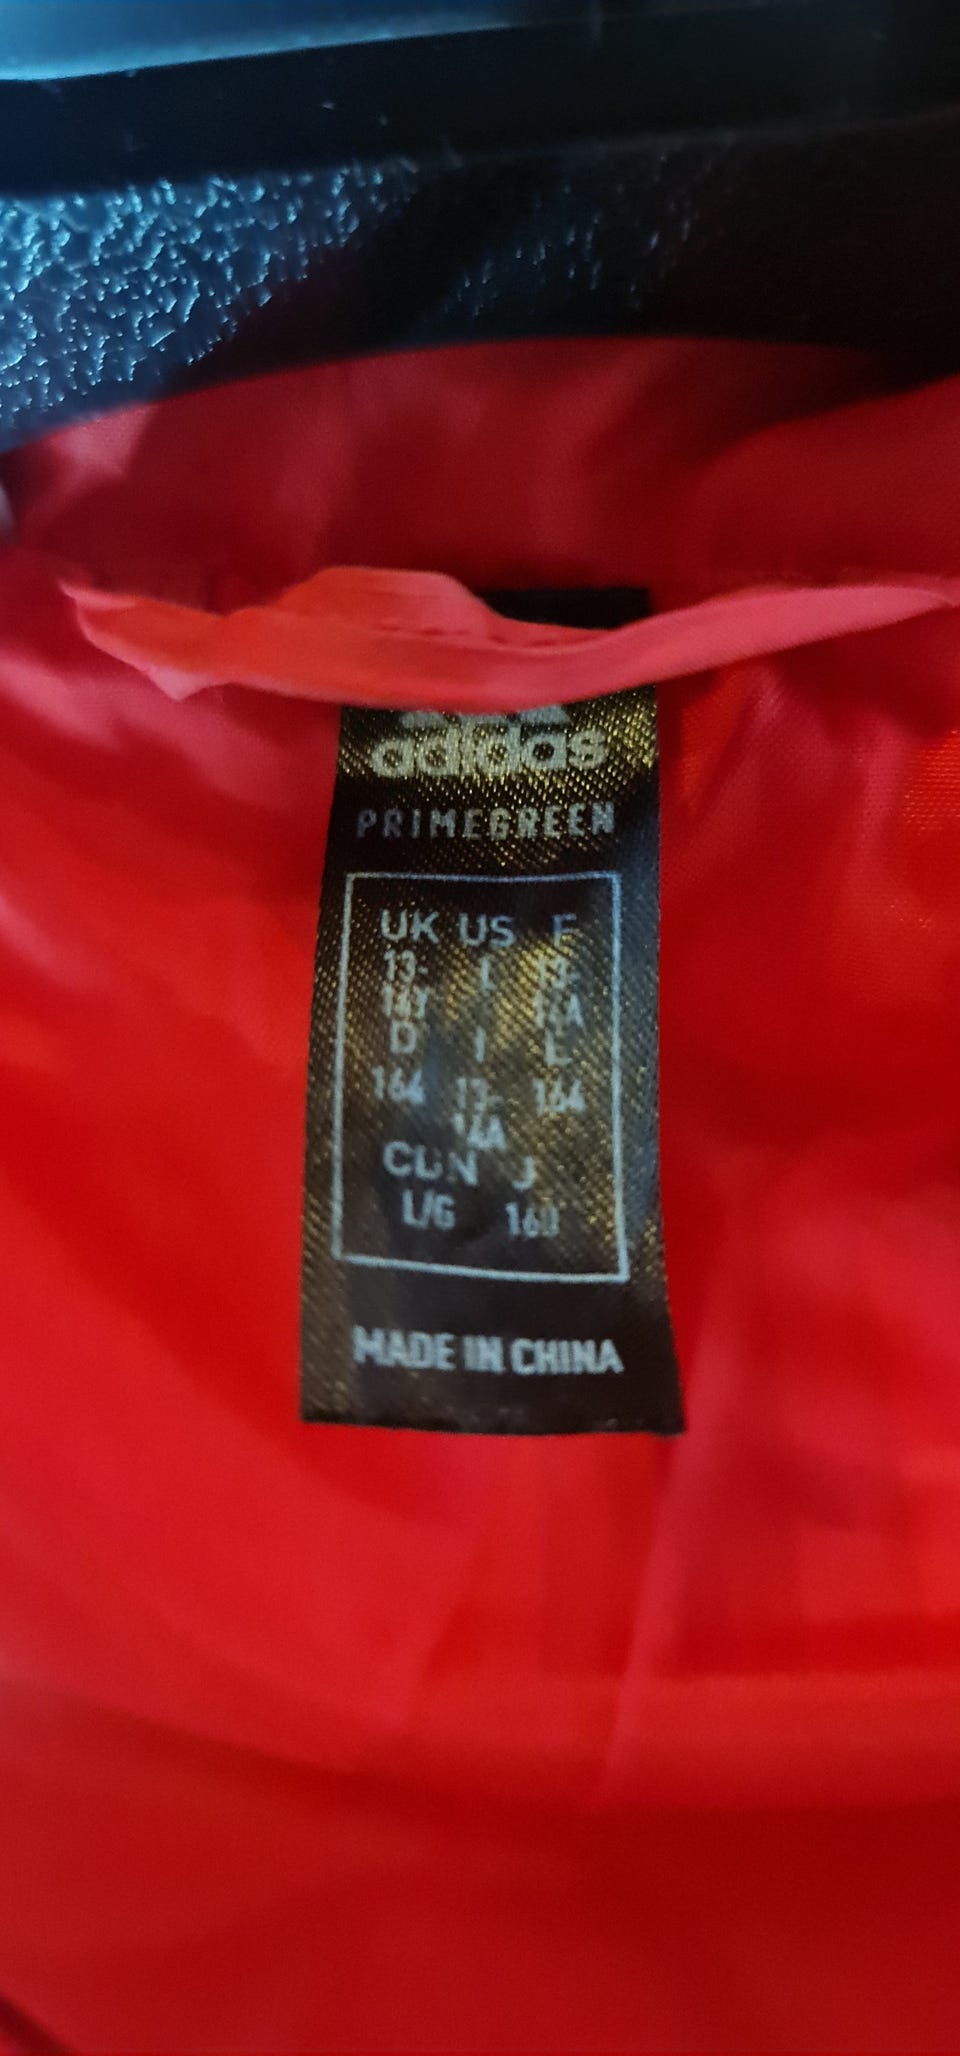 adidas
PRIMEGREEN
UK US F
13- L 13-
14Y 14A
D I E
164 13- 164
14A
CDN J
L/G 160
MADE IN CHINA